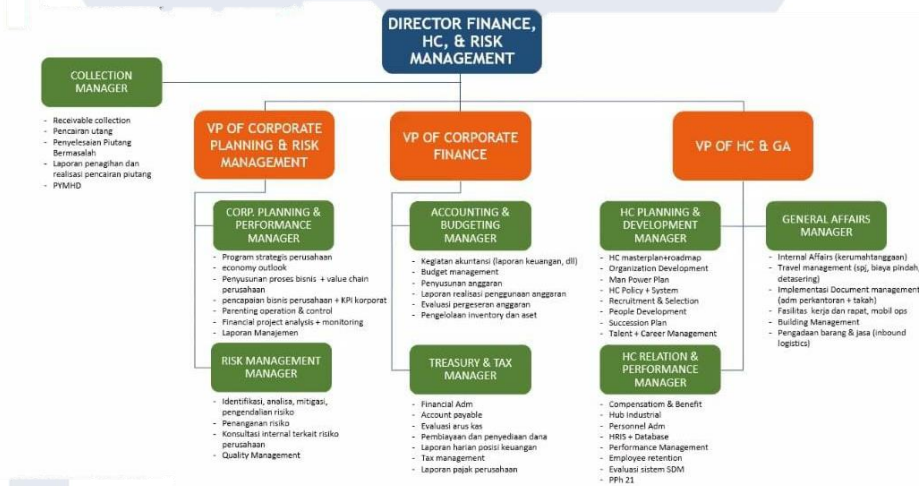 DIRECTOR FINANCE,
HC, & RISK
MANAGEMENT
COLLECTION
MANAGER
- Receivable collection
- Pencairan utang
- Penyelesaian Piutang
Bermasalah
- Laporan penagihan dan
realisasi pencairan piutang
- PYMHD
VP OF CORPORATE
PLANNING & RISK
MANAGEMENT
VP OF CORPORATE
FINANCE
VP OF HC & GA
CORP. PLANNING &
PERFORMANCE
MANAGER
- Program strategis perusahaan
- economy outlook
- Penyusunan proses bisnis + value chain
perusahaan
- pencapaian bisnis perusahaan + KPI korporat
- Parenting operation & control
- Financial project analysis + monitoring
- Laporan Manajemen
RISK MANAGEMENT
MANAGER
- Identifikasi, analisa, mitigasi,
pengendalian risiko
- Penanganan risiko
- Konsultasi internal terkait risiko
perusahaan
- Quality Management
ACCOUNTING &
BUDGETING
MANAGER
- Kegiatan akuntansi (laporan keuangan, dll)
- Budget management
- Penyusunan anggaran
- Laporan realisasi penggunaan anggaran
- Evaluasi pergeseran anggaran
- Pengelolaan inventory dan aset
TREASURY & TAX
MANAGER
- Financial Adm
- Account payable
- Evaluasi arus kas
- Pembiayaan dan penyediaan dana
- Laporan harian posisi keuangan
- Tax management
- Laporan pajak perusahaan
HC PLANNING &
DEVELOPMENT
MANAGER
- HC masterplan+roadmap
- Organization Development
- Man Power Plan
- HC Policy + System
- Recruitment & Selection
- People Development
- Succession Plan
- Talent + Career Management
HC RELATION &
PERFORMANCE
MANAGER
- Compensatiom & Benefit
- Hub Industrial
- Personnel Adm
- HRIS + Database
- Performance Management
- Employee retention
- Evaluasi sistem SDM
- PPh 21
GENERAL AFFAIRS
MANAGER
- Internal Affairs (kerumahtanggaan)
- Travel management (spj, biaya pindah,
detasering)
- Implementasi Document management
(adm perkantoran + takah)
- Fasilitas kerja dan rapat, mobil ops
- Building Management
- Pengadaan barang & jasa (inbound
logistics)